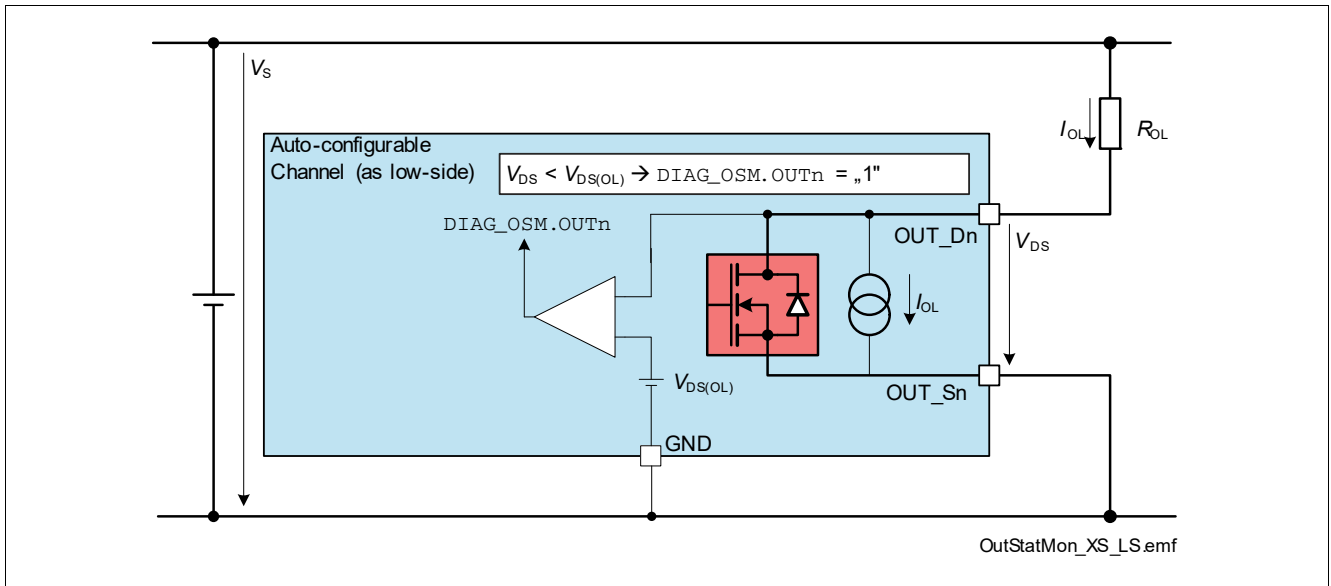 VS
Auto-configurable
Channel (as low-side)
VDS < VDS(OL) → DIAG_OSM.OUTn = „1"
IOL
ROL
DIAG_OSM.OUTn
OUT_Dn
VDS
IOL
VDS(OL)
OUT_Sn
GND
OutStatMon_XS_LS.emf